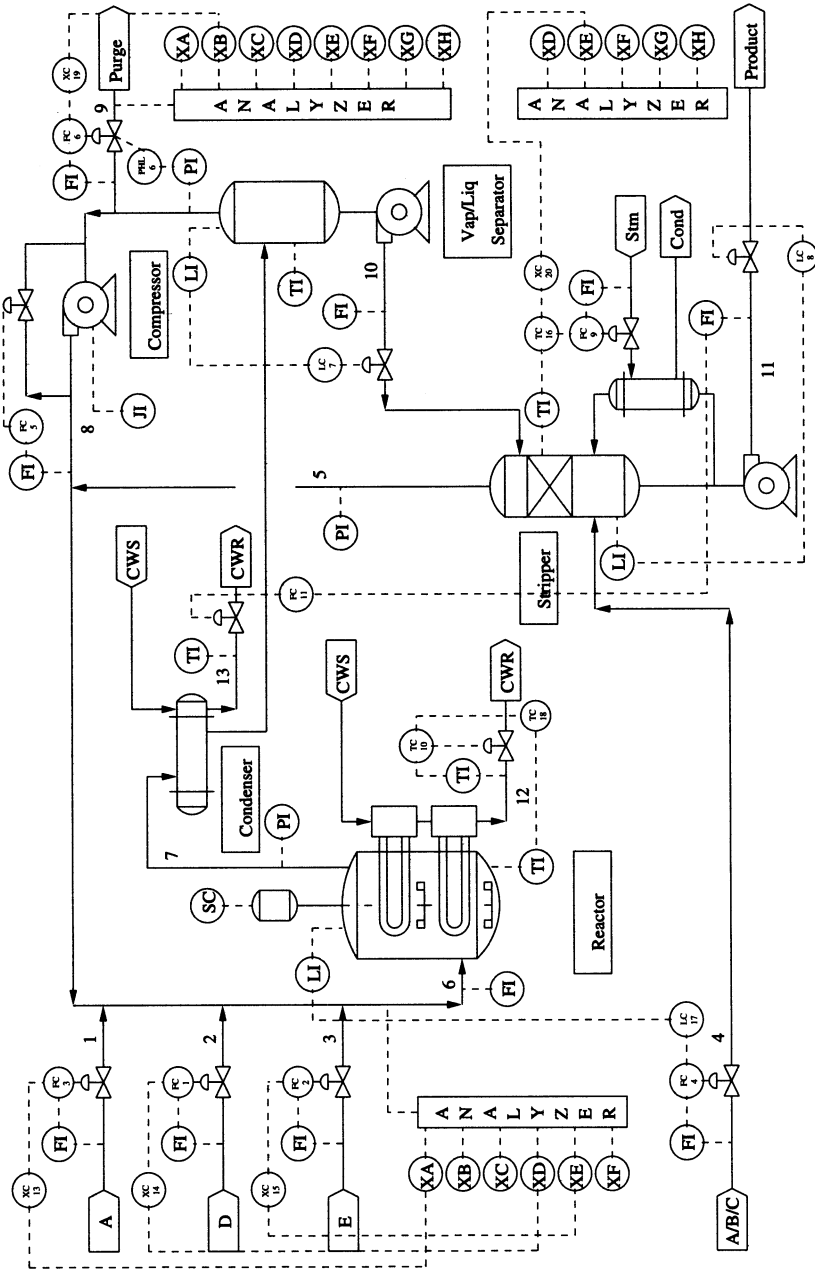 XC
13
XC
14
XC
15
FI
FC
3
A
1
FI
FC
1
D
2
FI
FC
2
E
3
XA
XB
XC
XD
XE
XF
A N A L Y Z E R
FI
FC
4
A/B/C
4
LC
17
LI
6
FI
SC
7
PI
Reactor
TI
CWS
TC
10
TI
TC
18
12
CWR
Condenser
CWS
TI
13
CWR
FC
11
FI
FC
5
8
JI
Compressor
LI
TI
PI
PHL
6
Vap/Liq
Separator
FI
FC
6
XC
19
9
Purge
XA
XB
XC
XD
XE
XF
XG
XH
A N A L Y Z E R
LC
7
FI
10
5
PI
Stripper
TI
LI
TC
16
XC
20
FC
9
FI
Stm
Cond
FI
11
LC
8
Product
XD
XE
XF
XG
XH
A N A L Y Z E R